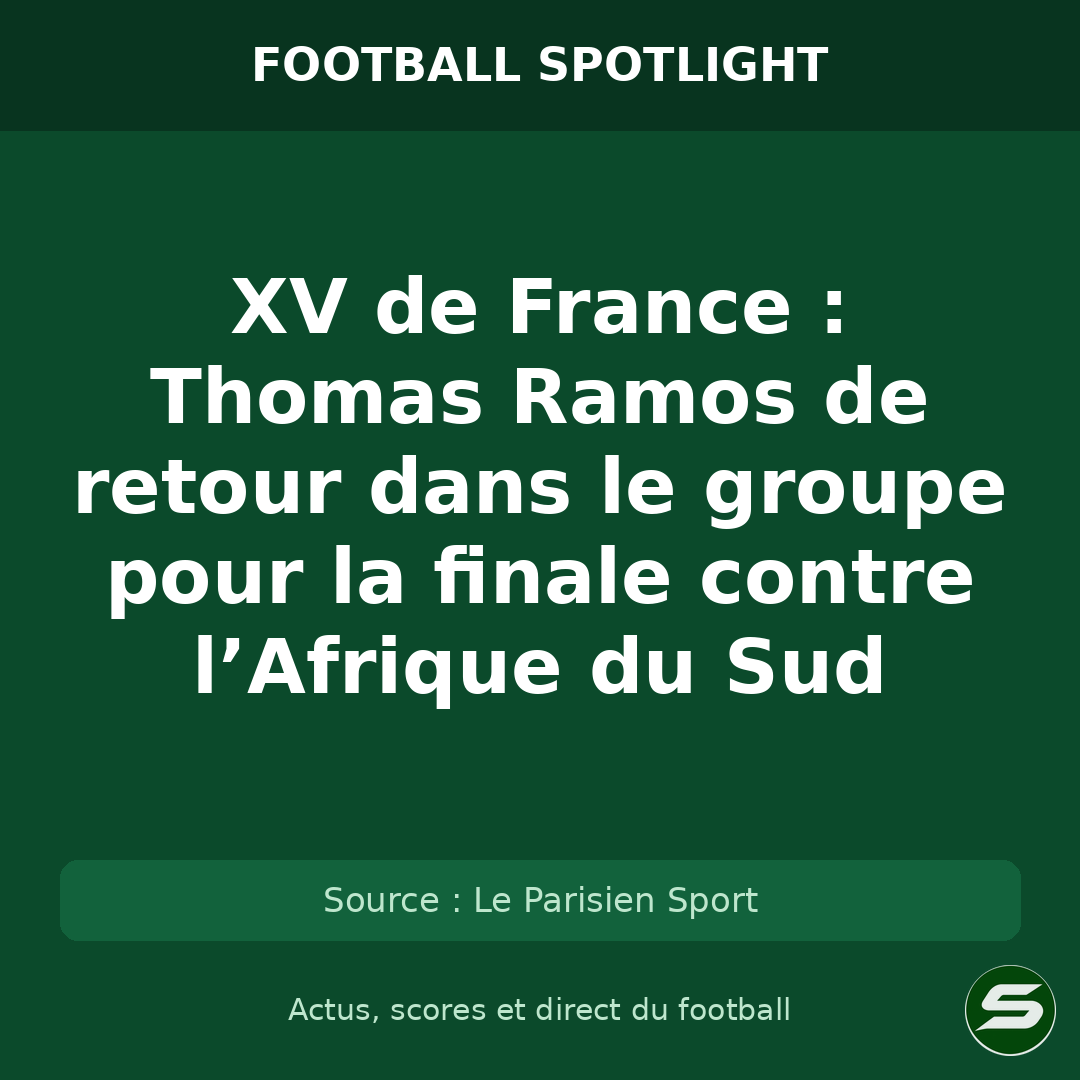 FOOTBALL SPOTLIGHT
XV de France :
Thomas Ramos de
retour dans le groupe
pour la finale contre
l’Afrique du Sud
Source : Le Parisien Sport
Actus, scores et direct du football
S